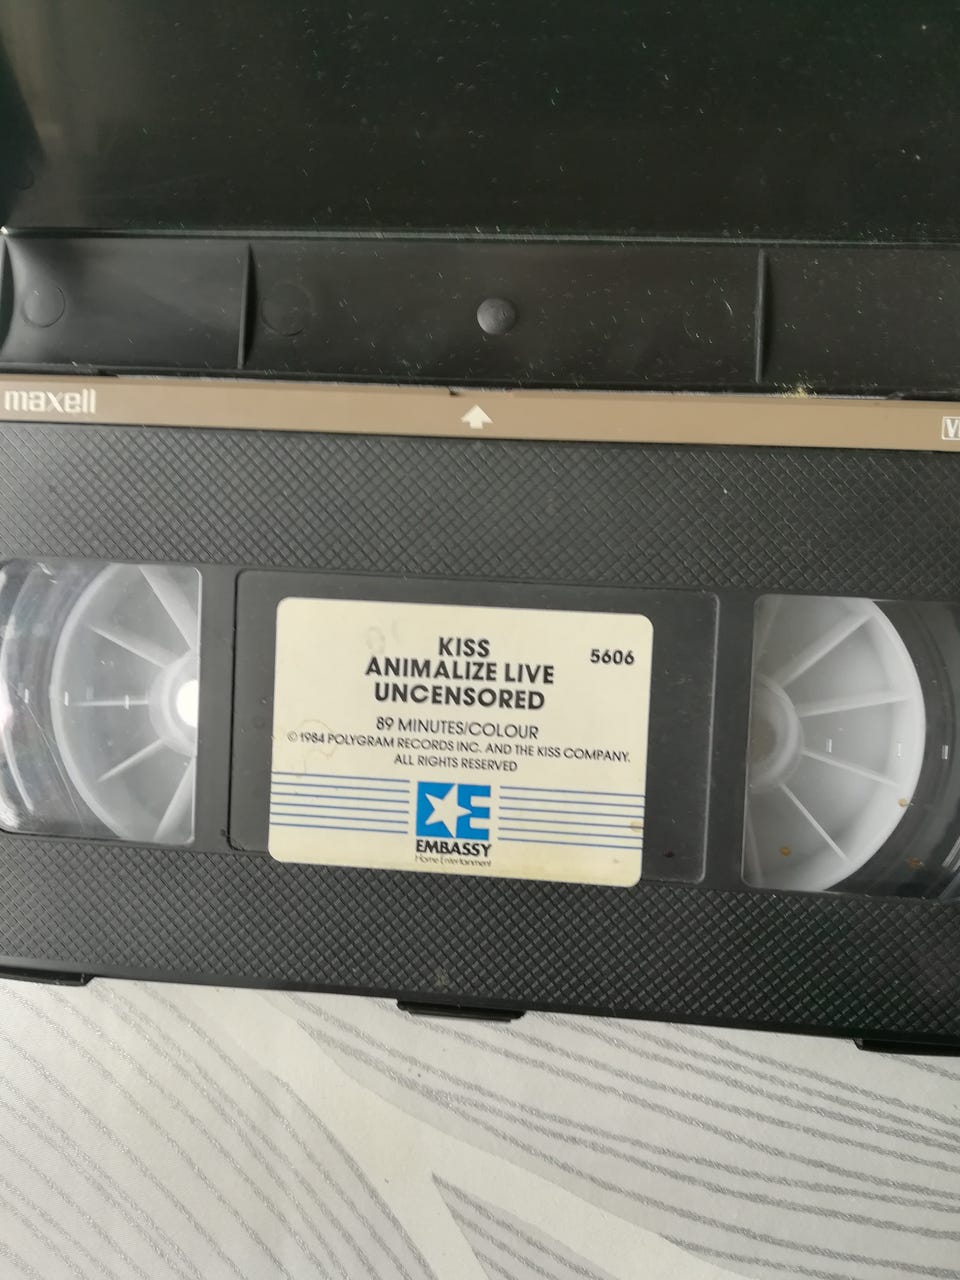 maxell
KISS
ANIMALIZE LIVE
UNCENSORED
5606
89 MINUTES/COLOUR
© 1984 POLYGRAM RECORDS INC. AND THE KISS COMPANY.
ALL RIGHTS RESERVED
EMBASSY
Home Entertainment